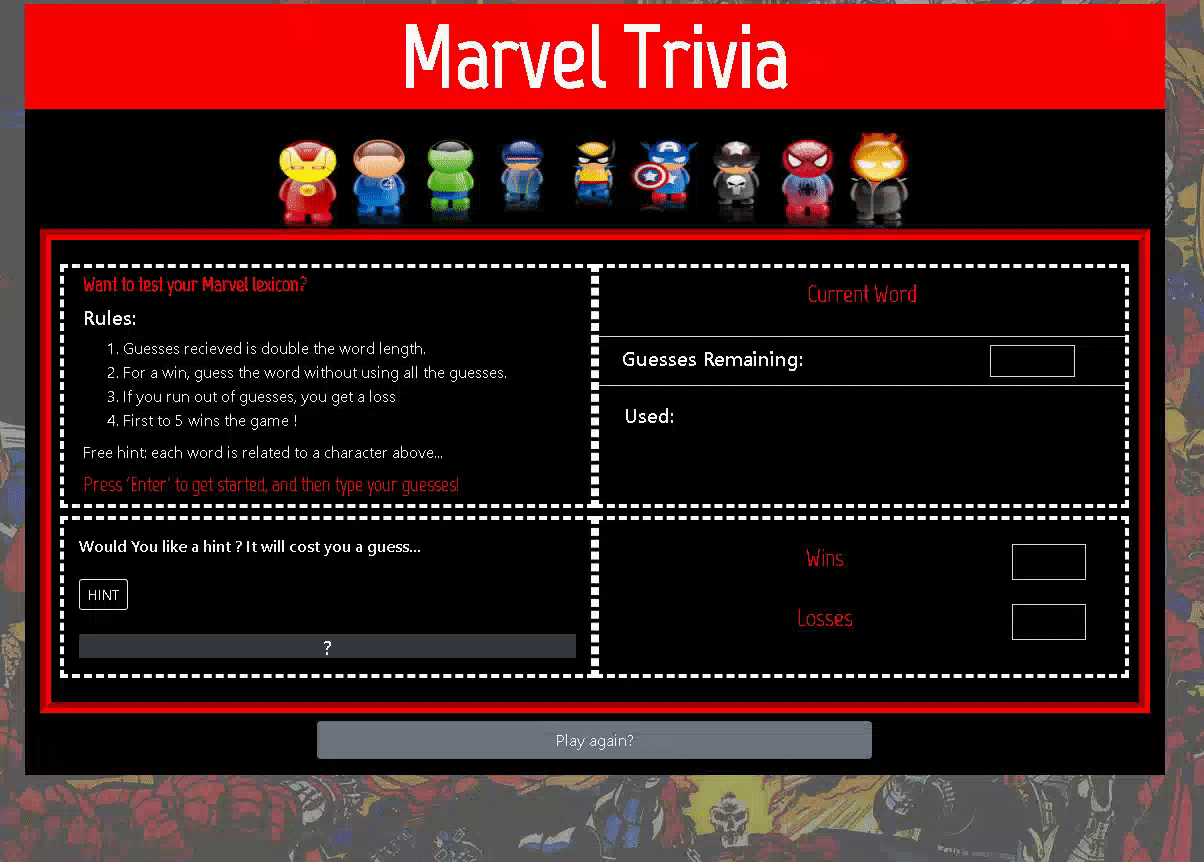 Marvel Trivia
4
Want to test your Marvel lexicon?
Rules:
1. Guesses recieved is double the word length.
2. For a win, guess the word without using all the guesses.
3. If you run out of guesses, you get a loss
4. First to 5 wins the game !
Free hint: each word is related to a character above...
Press 'Enter' to get started, and then type your guesses!
Current Word
Guesses Remaining:
Used:
Would You like a hint ? It will cost you a guess...
HINT
?
Wins
Losses
Play again?